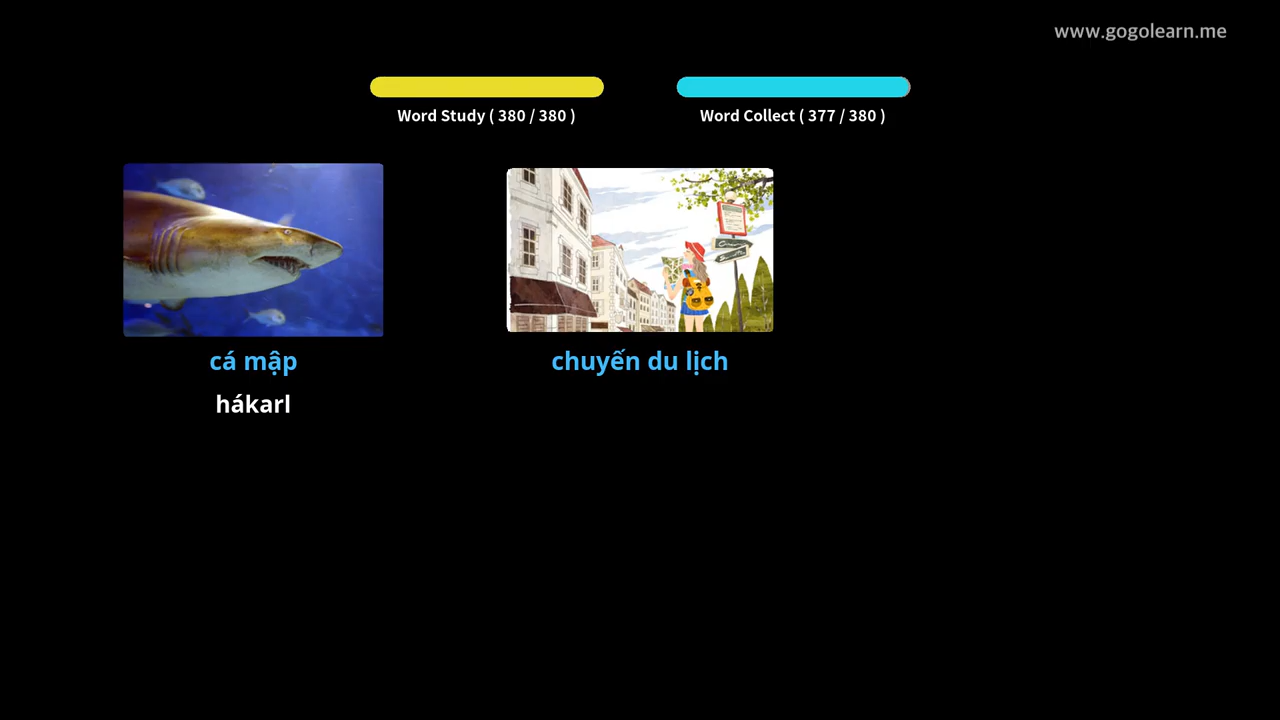 www.gogolearn.me
Word Study ( 380 / 380 )
Word Collect ( 377 / 380 )
cá mập
hákarl
chuyến du lịch